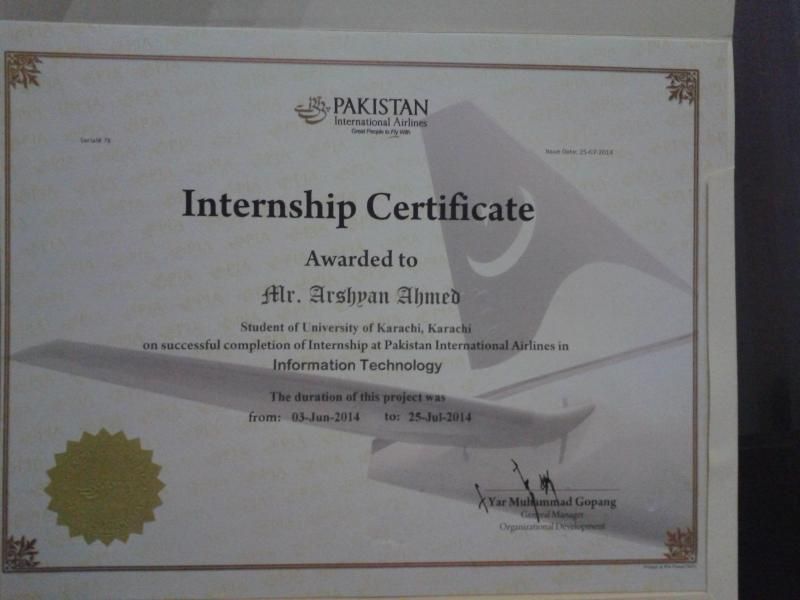 PAKISTAN
International Airlines
Great People to Fly With
Serial# 78
Issue Date: 25-07-2014
Internship Certificate
Awarded to
Mr. Arshyan Ahmed
Student of University of Karachi, Karachi
on successful completion of Internship at Pakistan International Airlines in
Information Technology
The duration of this project was
from: 03-Jun-2014 to: 25-Jul-2014
Yar Muhammad Gopang
General Manager
Organizational Development